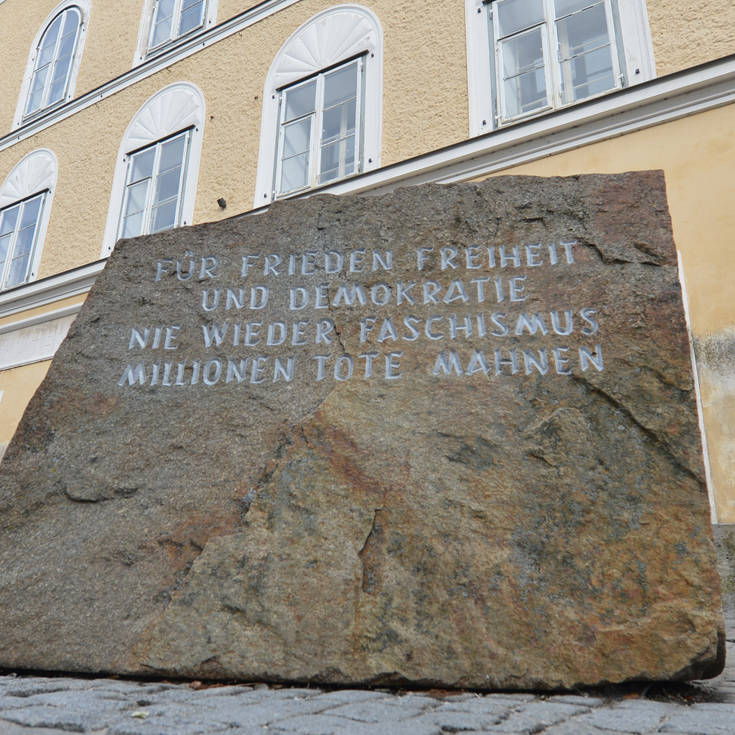 FÜR FRIEDEN FREIHEIT
UND DEMOKRATIE
NIE WIEDER FASCHISMUS
MILLIONEN TOTE MAHNEN